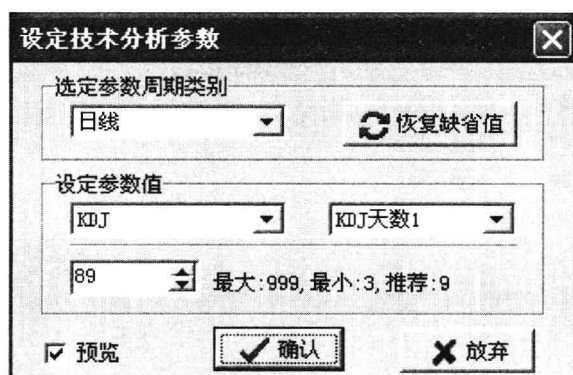 设定技术分析参数
选定参数周期类别
日线 恢复缺省值
设定参数值
KDJ KDJ天数1
89 最大:999, 最小:3, 推荐:9
预览 确认 放弃